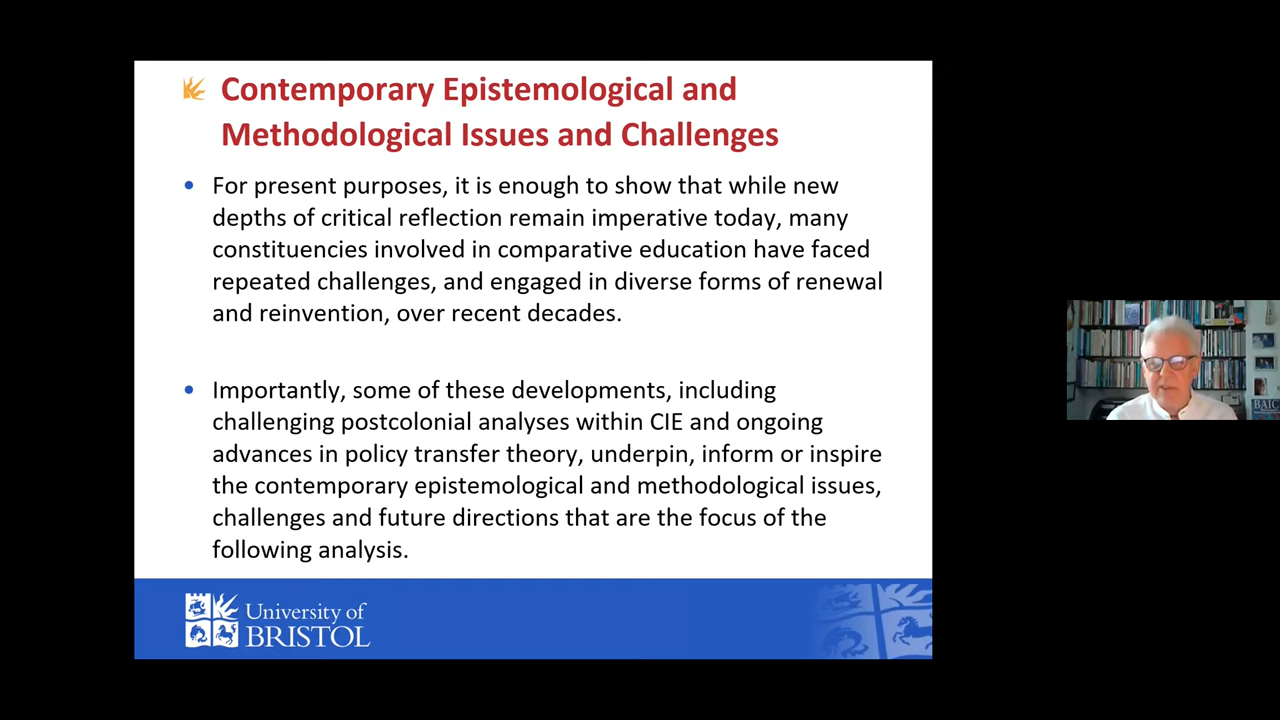 Contemporary Epistemological and
Methodological Issues and Challenges
• For present purposes, it is enough to show that while new
depths of critical reflection remain imperative today, many
constituencies involved in comparative education have faced
repeated challenges, and engaged in diverse forms of renewal
and reinvention, over recent decades.
• Importantly, some of these developments, including
challenging postcolonial analyses within CIE and ongoing
advances in policy transfer theory, underpin, inform or inspire
the contemporary epistemological and methodological issues,
challenges and future directions that are the focus of the
following analysis.
University of
BRISTOL